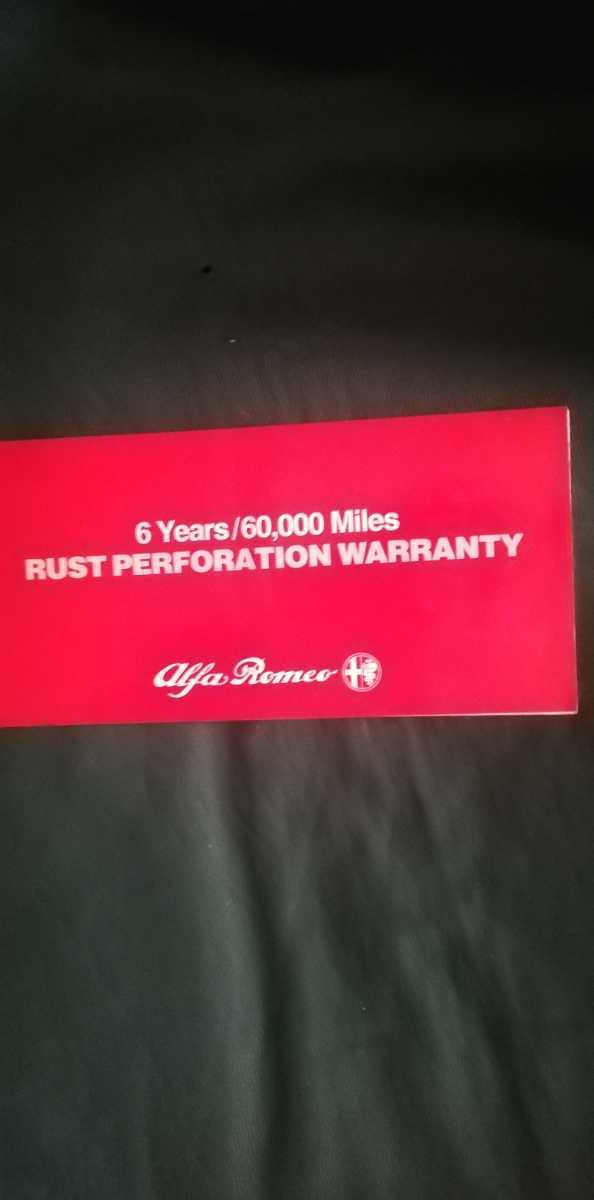 6 Years/60,000 Miles
RUST PERFORATION WARRANTY
Alfa Romeo